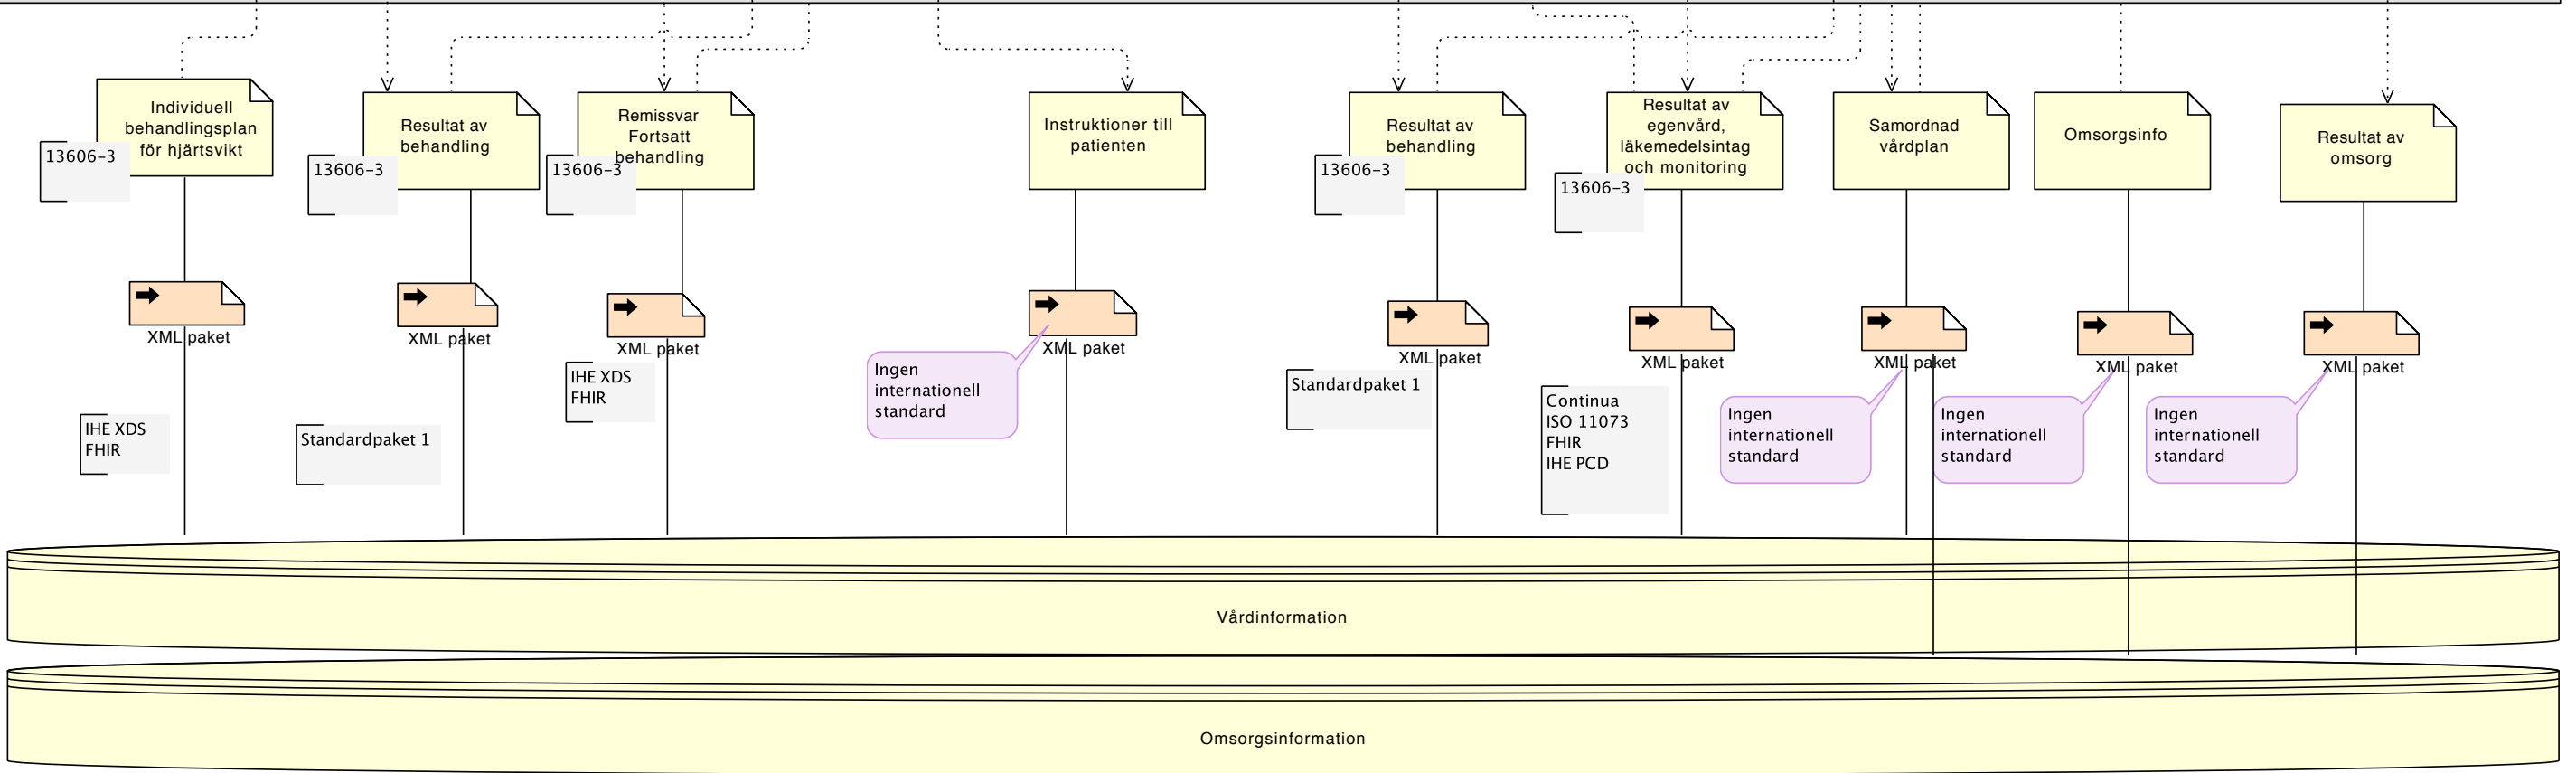 Individuell
behandlingsplan
för hjärtsvikt
13606-3
Resultat av
behandling
13606-3
Remissvar
Fortsatt
behandling
13606-3
Instruktioner till
patienten
Resultat av
behandling
13606-3
Resultat av
egenvård,
läkemedelsintag
och monitoring
13606-3
Samordnad
vårdplan
Omsorgsinfo
Resultat av
omsorg
XML paket
XML paket
XML paket
XML paket
XML paket
XML paket
XML paket
XML paket
XML paket
IHE XDS
FHIR
Standardpaket 1
IHE XDS
FHIR
Ingen
internationell
standard
Standardpaket 1
Continua
ISO 11073
FHIR
IHE PCD
Ingen
internationell
standard
Ingen
internationell
standard
Ingen
internationell
standard
Vårdinformation
Omsorgsinformation